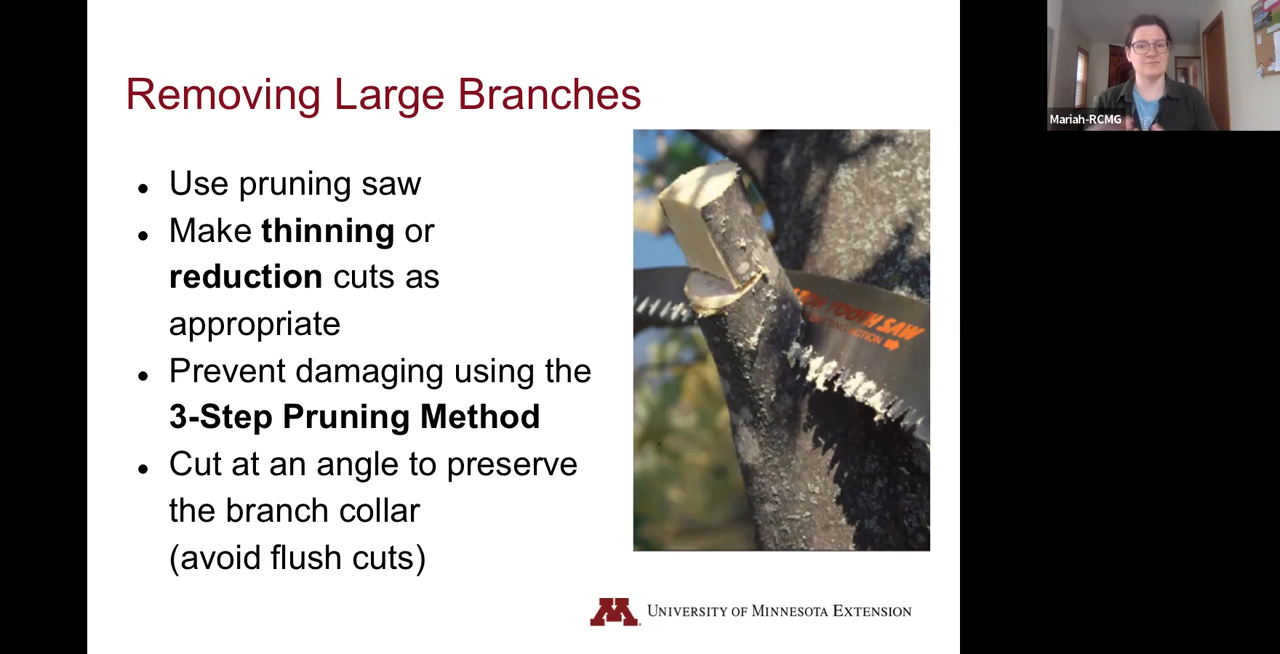 Removing Large Branches
Mariah-RCMG
● Use pruning saw
● Make thinning or
reduction cuts as
appropriate
● Prevent damaging using the
3-Step Pruning Method
● Cut at an angle to preserve
the branch collar
(avoid flush cuts)
TOOTH SAW
UNIVERSITY OF MINNESOTA EXTENSION